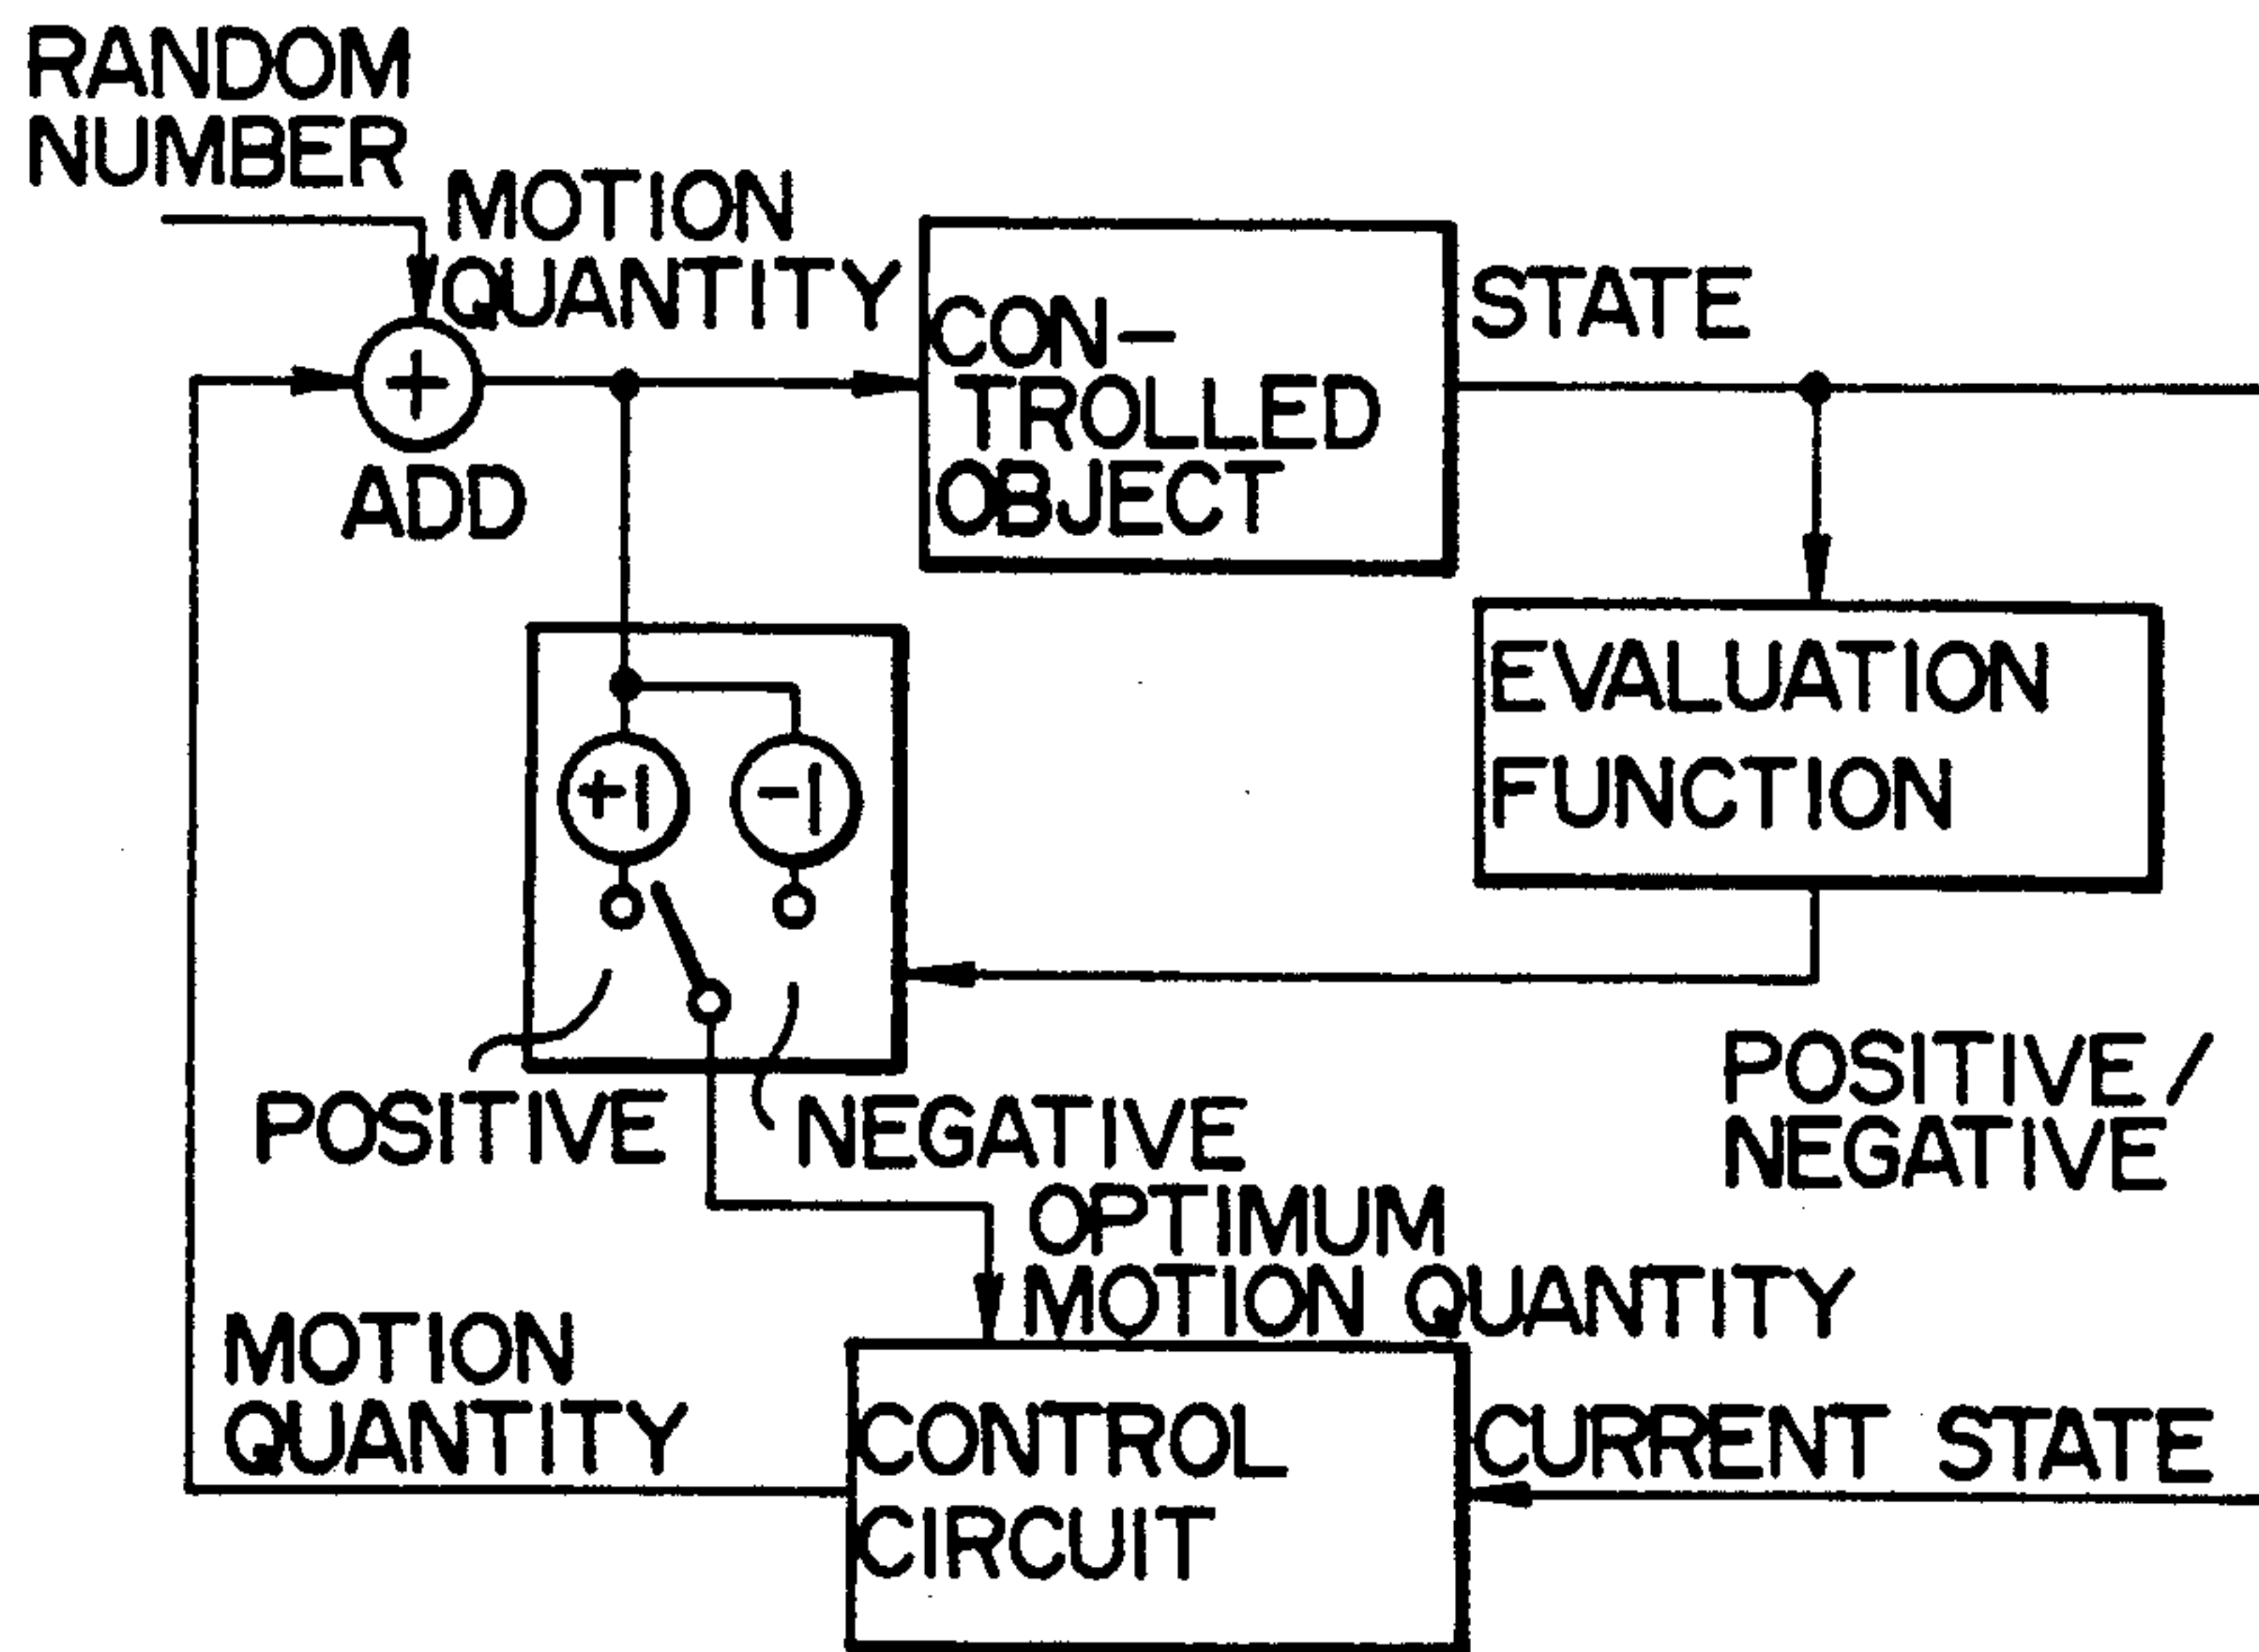 RANDOM
NUMBER
MOTION
QUANTITY
+
ADD
CON-
TROLLED
OBJECT
STATE
EVALUATION
FUNCTION
+1
-1
POSITIVE
NEGATIVE
POSITIVE/
NEGATIVE
OPTIMUM
MOTION QUANTITY
MOTION
QUANTITY
CONTROL
CIRCUIT
CURRENT STATE